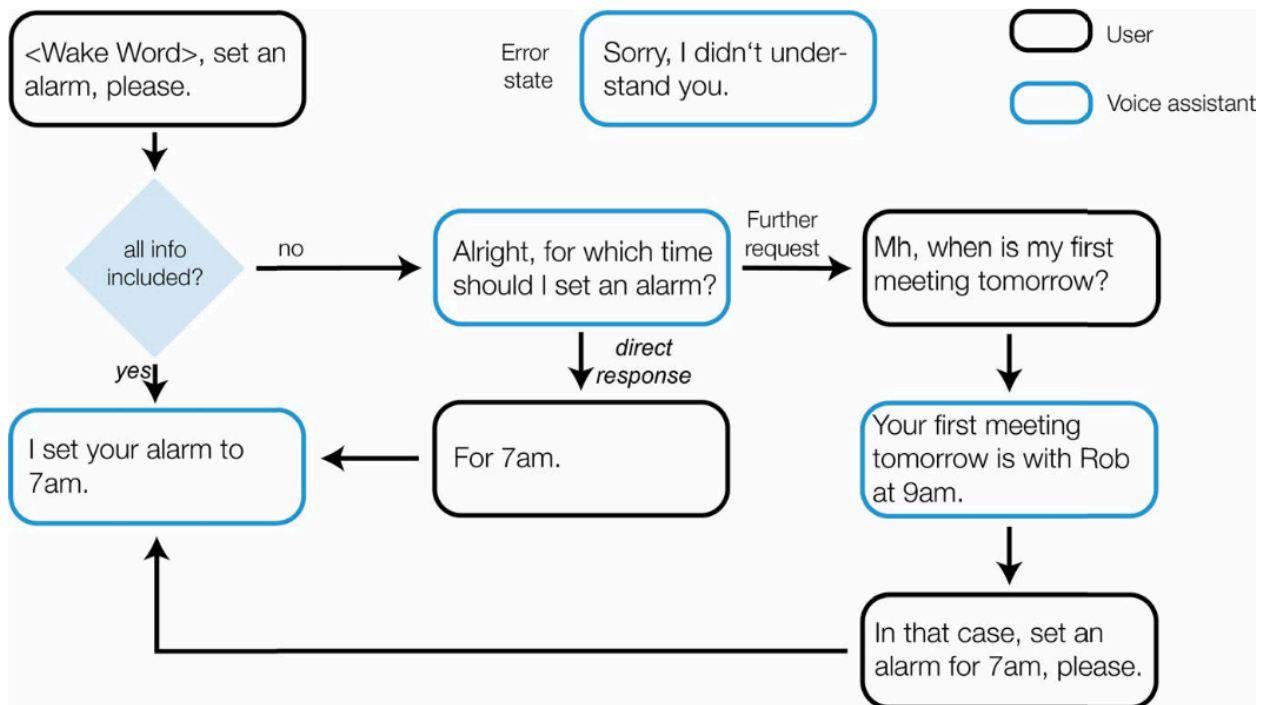 <Wake Word>, set an
alarm, please.
Error
state
Sorry, I didn‘t under-
stand you.
User
Voice assistant
all info
included?
no
Alright, for which time
should I set an alarm?
Further
request
Mh, when is my first
meeting tomorrow?
yes
direct
response
I set your alarm to
7am.
For 7am.
Your first meeting
tomorrow is with Rob
at 9am.
In that case, set an
alarm for 7am, please.